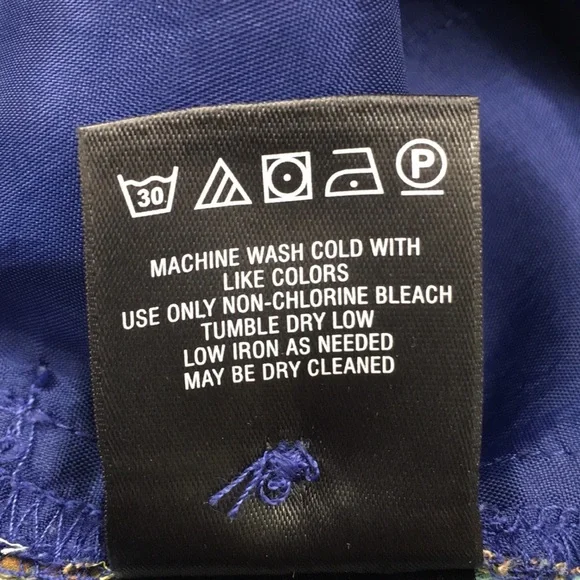 30
P
MACHINE WASH COLD WITH
LIKE COLORS
USE ONLY NON-CHLORINE BLEACH
TUMBLE DRY LOW
LOW IRON AS NEEDED
MAY BE DRY CLEANED